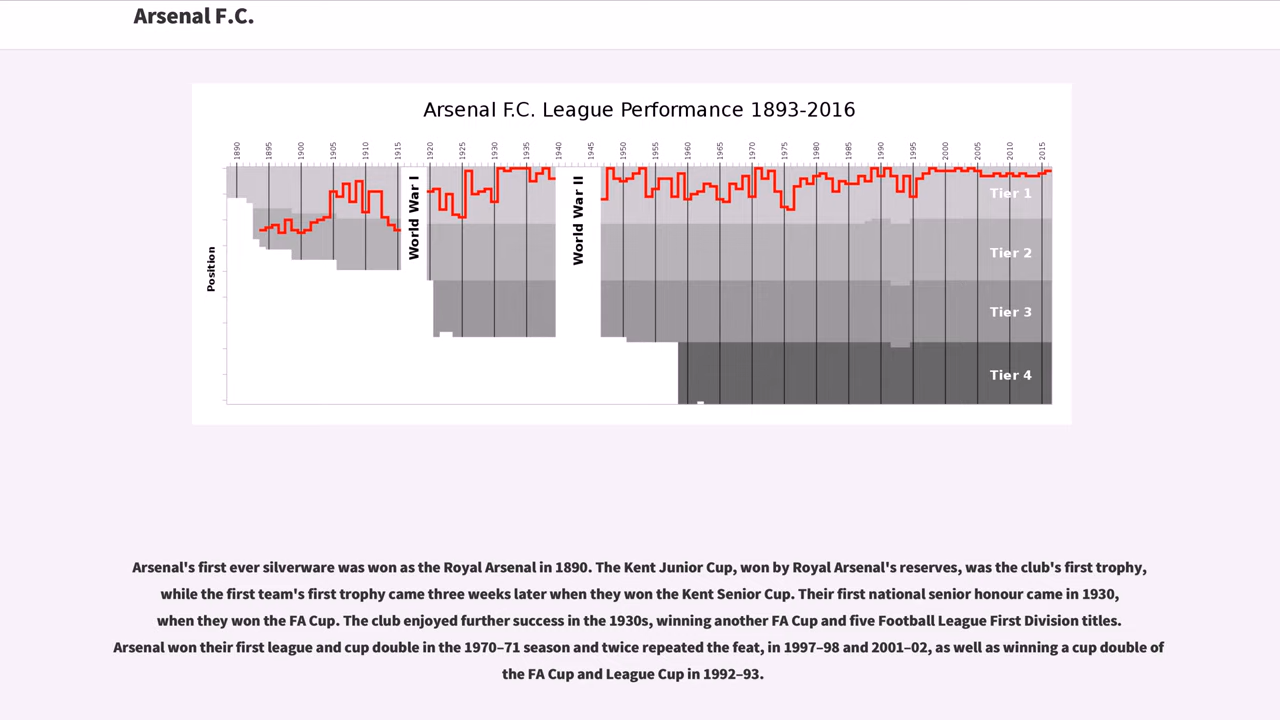 Arsenal F.C.
Arsenal F.C. League Performance 1893-2016
1890 1895 1900 1905 1910 1915 1920 1925 1930 1935 1940 1945 1950 1955 1960 1965 1970 1975 1980 1985 1990 1995 2000 2005 2010 2015
World War I
World War II
Position
Tier 1
Tier 2
Tier 3
Tier 4
Arsenal's first ever silverware was won as the Royal Arsenal in 1890. The Kent Junior Cup, won by Royal Arsenal's reserves, was the club's first trophy,
while the first team's first trophy came three weeks later when they won the Kent Senior Cup. Their first national senior honour came in 1930,
when they won the FA Cup. The club enjoyed further success in the 1930s, winning another FA Cup and five Football League First Division titles.
Arsenal won their first league and cup double in the 1970–71 season and twice repeated the feat, in 1997–98 and 2001–02, as well as winning a cup double of
the FA Cup and League Cup in 1992–93.